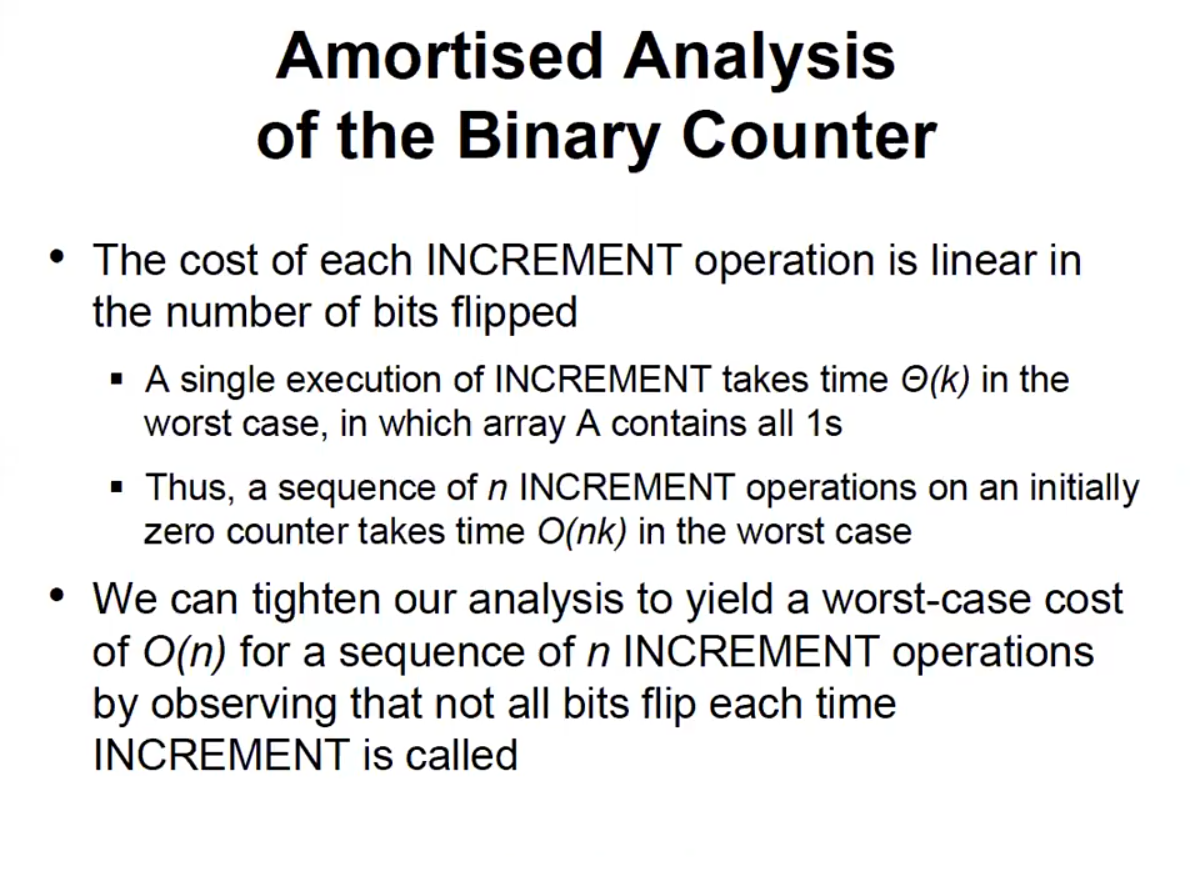 Amortised Analysis
of the Binary Counter
• The cost of each INCREMENT operation is linear in
the number of bits flipped
▪ A single execution of INCREMENT takes time Θ(k) in the
worst case, in which array A contains all 1s
▪ Thus, a sequence of n INCREMENT operations on an initially
zero counter takes time O(nk) in the worst case
• We can tighten our analysis to yield a worst-case cost
of O(n) for a sequence of n INCREMENT operations
by observing that not all bits flip each time
INCREMENT is called